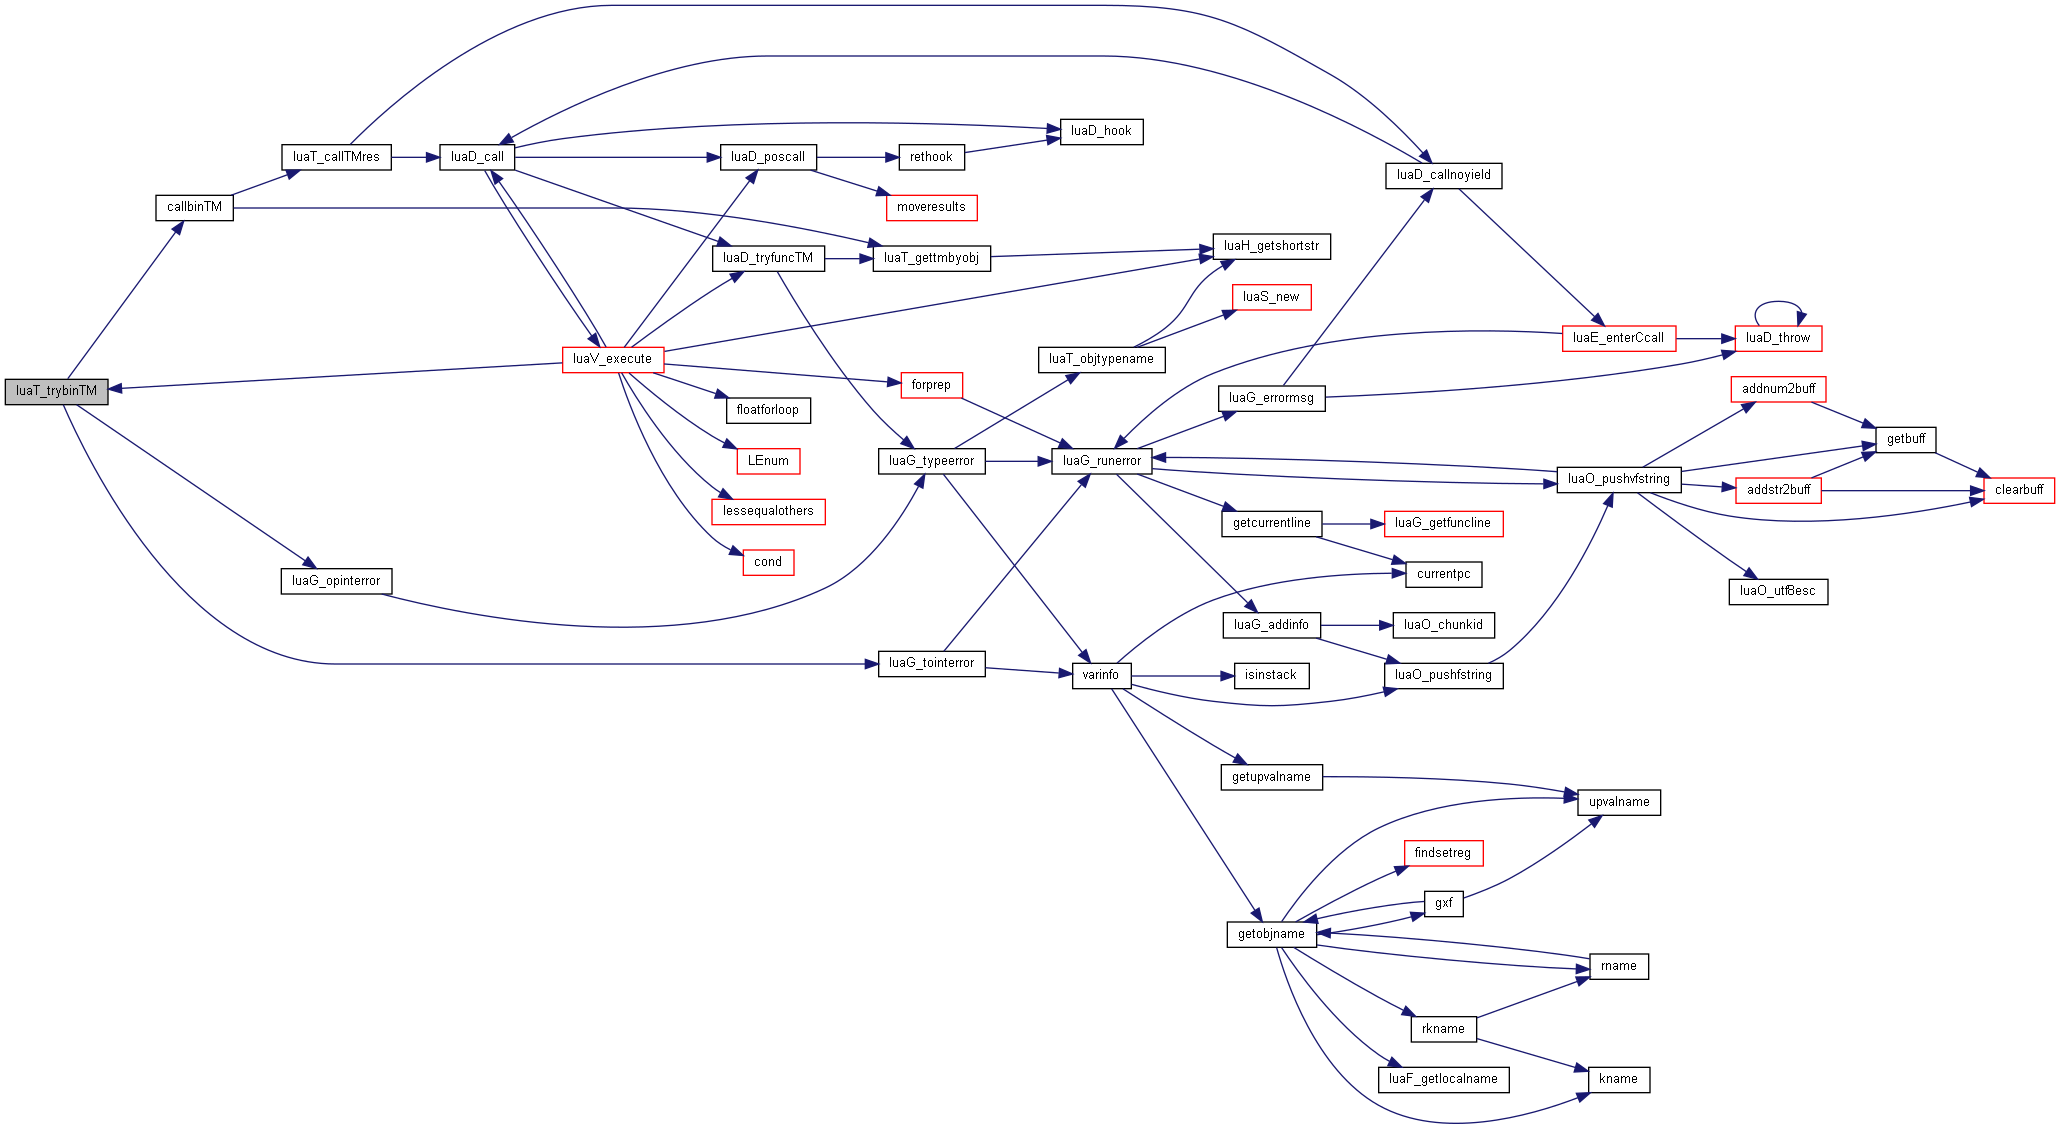 luaD_hook
luaT_callTMres
luaD_call
luaD_poscall
rethook
luaD_callnoyield
callbinTM
moveresults
luaD_tryfuncTM
luaT_gettmbyobj
luaH_getshortstr
luaS_new
luaE_enterCcall
luaD_throw
luaV_execute
luaT_objtypename
luaT_trybinTM
forprep
luaG_errormsg
addnum2buff
floatforloop
getbuff
LEnum
luaG_typeerror
luaG_runerror
luaO_pushvfstring
addstr2buff
clearbuff
lessequalothers
getcurrentline
luaG_getfuncline
cond
currentpc
luaG_opinterror
luaO_utf8esc
luaG_addinfo
luaO_chunkid
luaG_tointerror
varinfo
isinstack
luaO_pushfstring
getupvalname
upvalname
findsetreg
gxf
getobjname
rname
rkname
luaF_getlocalname
kname